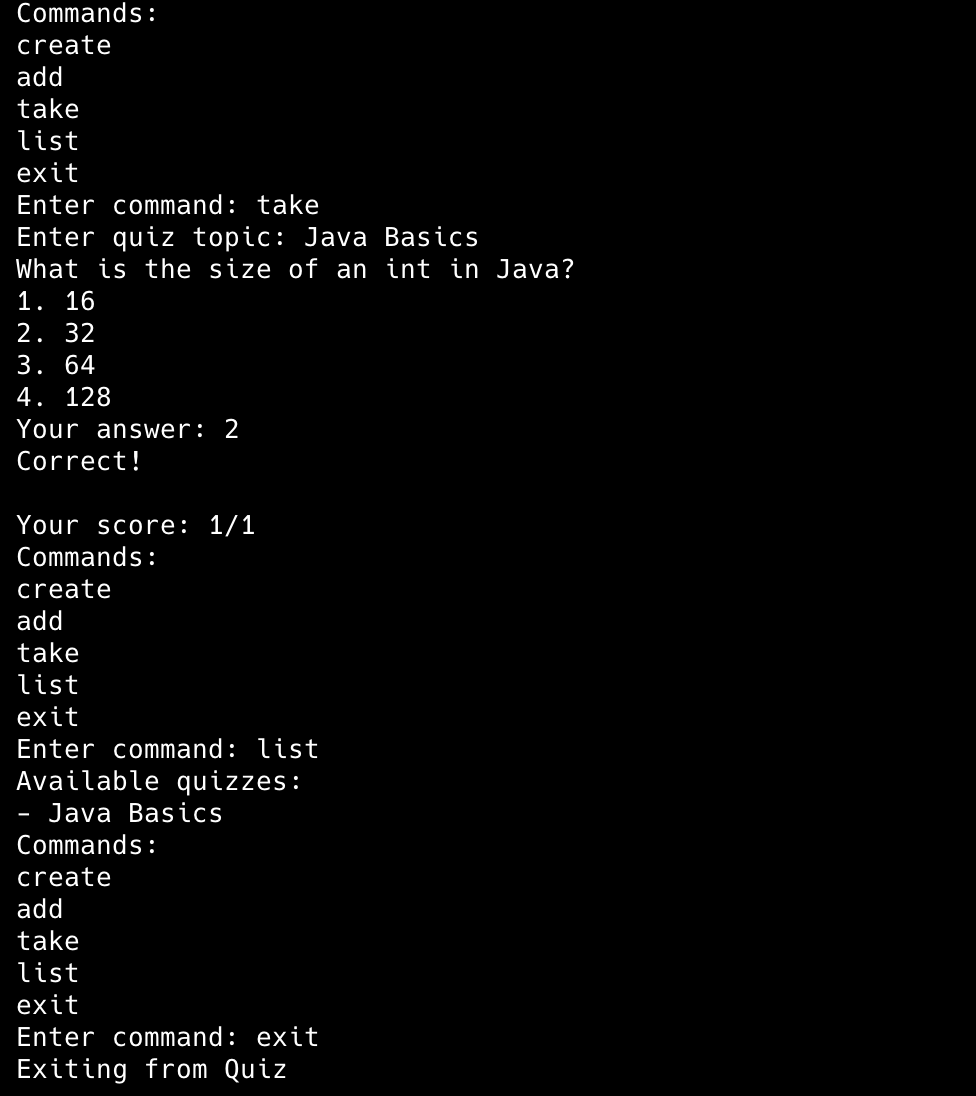 Commands:
create
add
take
list
exit
Enter command: take
Enter quiz topic: Java Basics
What is the size of an int in Java?
1. 16
2. 32
3. 64
4. 128
Your answer: 2
Correct!

Your score: 1/1
Commands:
create
add
take
list
exit
Enter command: list
Available quizzes:
- Java Basics
Commands:
create
add
take
list
exit
Enter command: exit
Exiting from Quiz